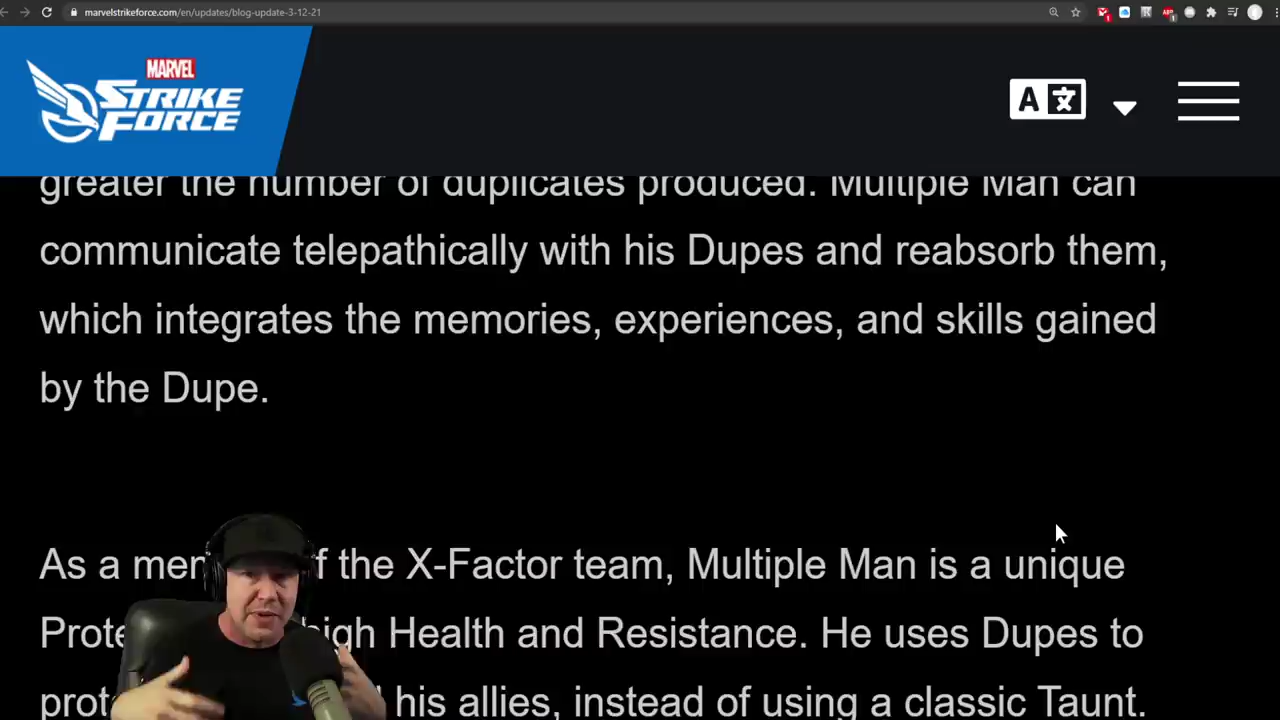 marvelstrikeforce.com/en/updates/blog-update-3-12-21
MARVEL
STRIKE
FORCE
A 文
greater the number of duplicates produced. Multiple Man can
communicate telepathically with his Dupes and reabsorb them,
which integrates the memories, experiences, and skills gained
by the Dupe.
As a f the X-Factor team, Multiple Man is a unique
high Health and Resistance. He uses Dupes to
his allies, instead of using a classic Taunt.